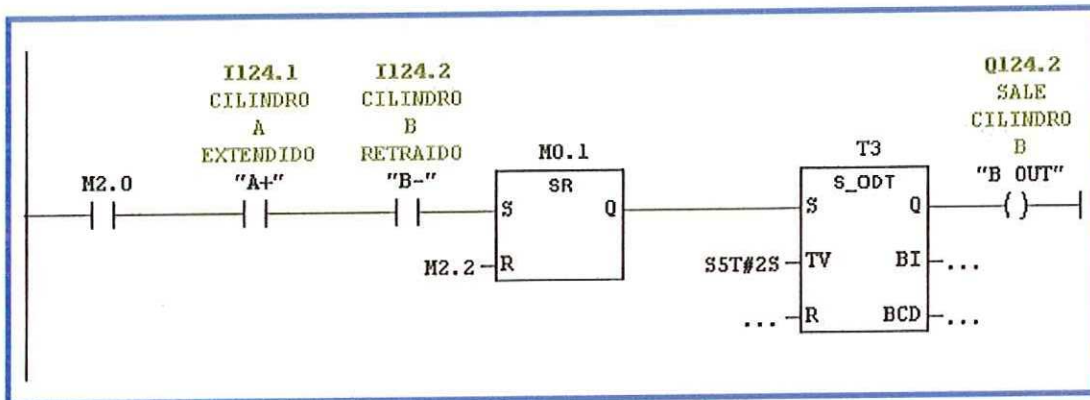 I124.1
CILINDRO
A
EXTENDIDO
"A+"
I124.2
CILINDRO
B
RETRAIDO
"B-"
Q124.2
SALE
CILINDRO
B
"B OUT"
M2.0
M0.1
SR
S Q
M2.2 R
T3
S_ODT
S Q
S5T#2S TV BI ...
... R BCD ...